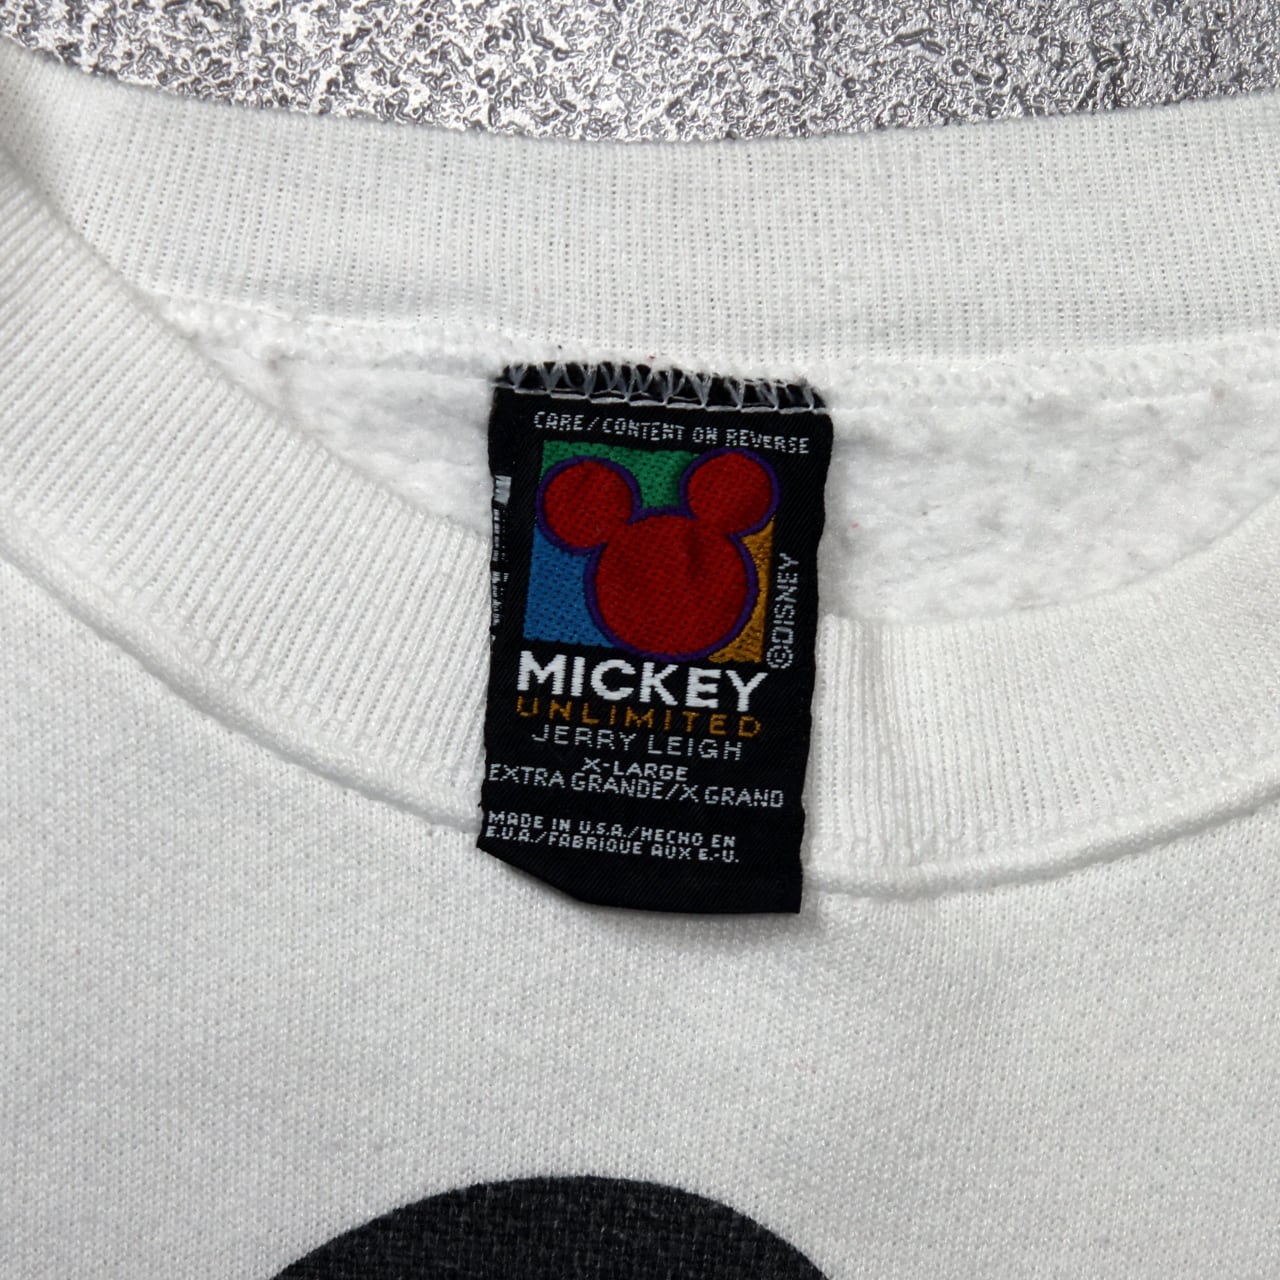 CARE/CONTENT ON REVERSE
©DISNEY
MICKEY
UNLIMITED
JERRY LEIGH
X-LARGE
EXTRA GRANDE/X GRAND
MADE IN U.S.A./HECHO EN
E.U.A./FABRIQUE AUX E.-U.